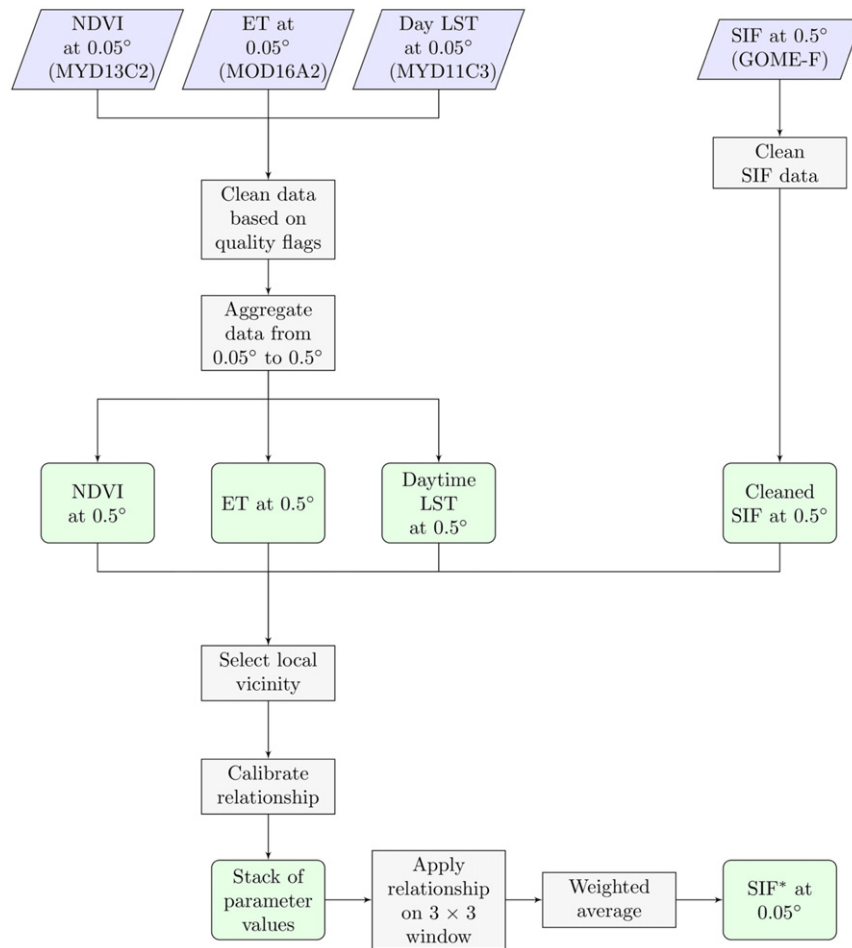 NDVI
at 0.05°
(MYD13C2)
ET at
0.05°
(MOD16A2)
Day LST
at 0.05°
(MYD11C3)
SIF at 0.5°
(GOME-F)
Clean
SIF data
Clean data
based on
quality flags
Aggregate
data from
0.05° to 0.5°
NDVI
at 0.5°
ET at 0.5°
Daytime
LST
at 0.5°
Cleaned
SIF at 0.5°
Select local
vicinity
Calibrate
relationship
Stack of
parameter
values
Apply
relationship
on 3 × 3
window
Weighted
average
SIF* at
0.05°